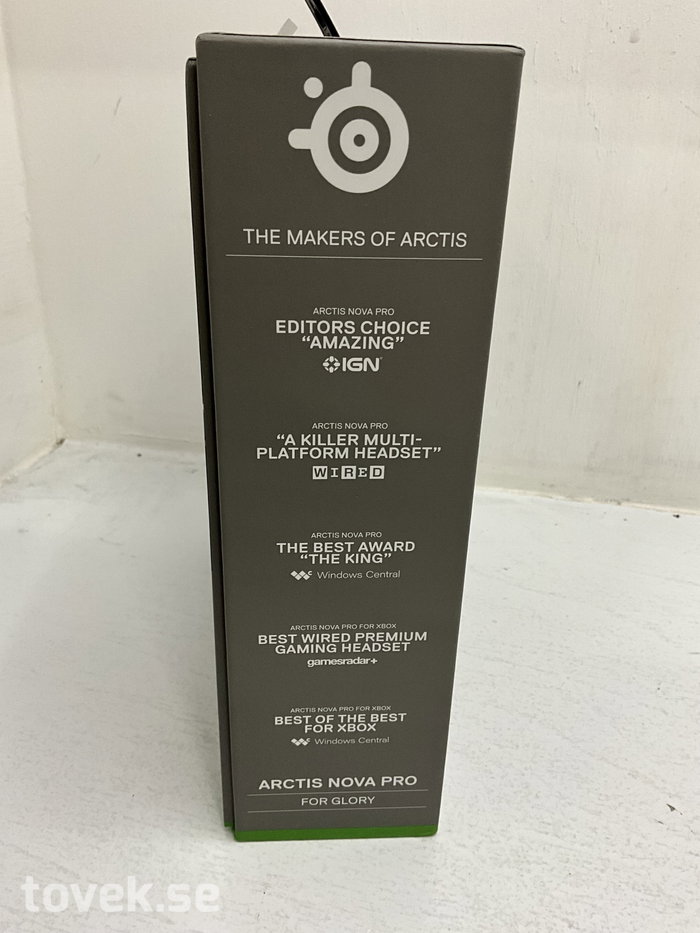 THE MAKERS OF ARCTIS
ARCTIS NOVA PRO
EDITORS CHOICE
“AMAZING”
IGN
ARCTIS NOVA PRO
“A KILLER MULTI-
PLATFORM HEADSET”
WIRED
ARCTIS NOVA PRO
THE BEST AWARD
“THE KING”
Windows Central
ARCTIS NOVA PRO FOR XBOX
BEST WIRED PREMIUM
GAMING HEADSET
gamesradar+
ARCTIS NOVA PRO FOR XBOX
BEST OF THE BEST
FOR XBOX
Windows Central
ARCTIS NOVA PRO
FOR GLORY
tovek.se